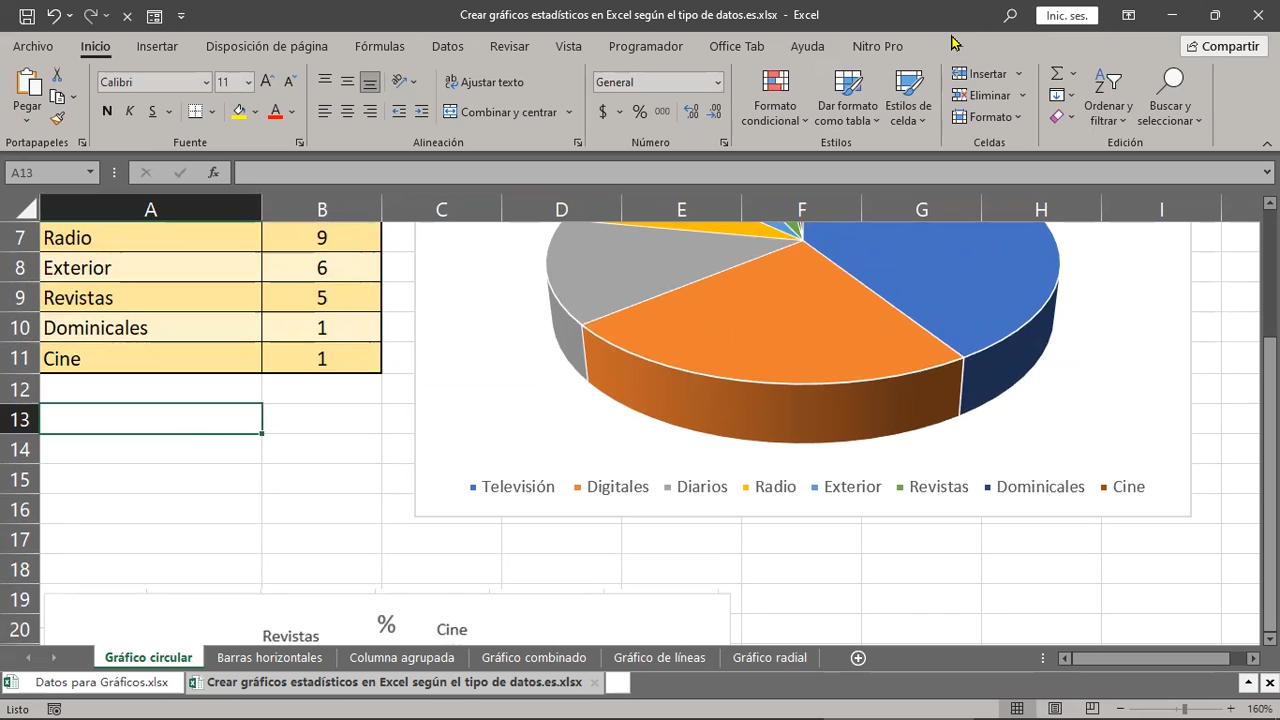 Crear gráficos estadísticos en Excel según el tipo de datos.es.xlsx - Excel
Inic. ses.
Archivo Inicio Insertar Disposición de página Fórmulas Datos Revisar Vista Programador Office Tab Ayuda Nitro Pro Compartir
Pegar
Calibri 11
N K S
Ajustar texto
Combinar y centrar
General
$ % 000
Formato condicional
Dar formato como tabla
Estilos de celda
Insertar
Eliminar
Formato
Ordenar y filtrar
Buscar y seleccionar
Portapapeles Fuente Alineación Número Estilos Celdas Edición
A13 fx
A B C D E F G H I
7 Radio 9
8 Exterior 6
9 Revistas 5
10 Dominicales 1
11 Cine 1
12
13
14
15
16
17
18
19
20
Televisión Digitales Diarios Radio Exterior Revistas Dominicales Cine
%
Revistas Cine
Gráfico circular Barras horizontales Columna agrupada Gráfico combinado Gráfico de líneas Gráfico radial
Datos para Gráficos.xlsx Crear gráficos estadísticos en Excel según el tipo de datos.es.xlsx
Listo 160%